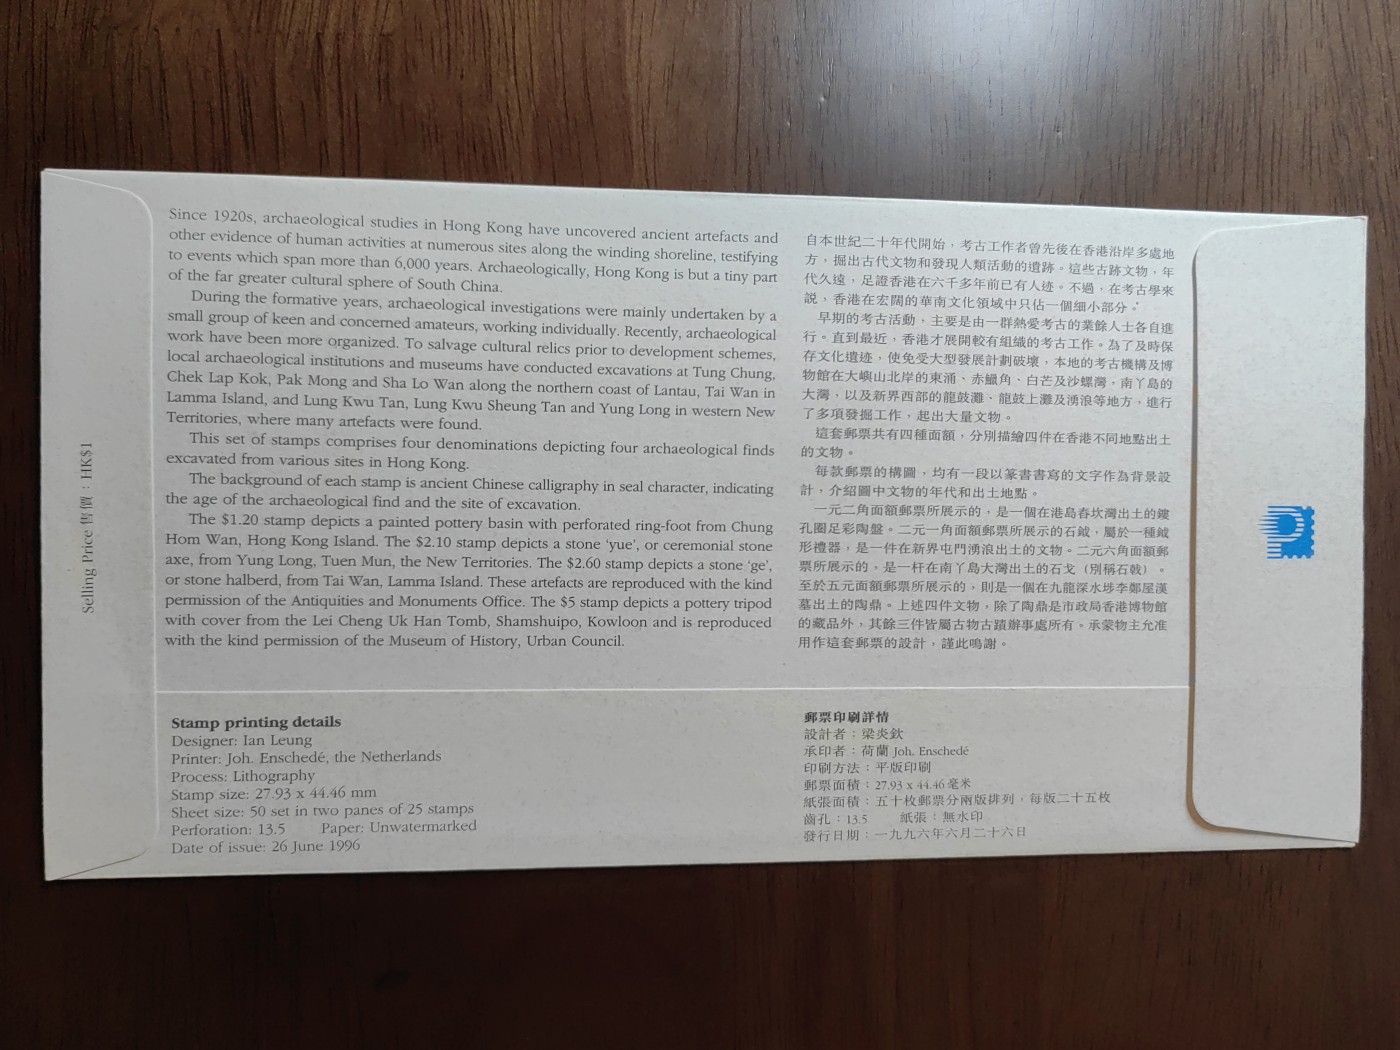 Since 1920s, archaeological studies in Hong Kong have uncovered ancient artefacts and
other evidence of human activities at numerous sites along the winding shoreline, testifying
to events which span more than 6,000 years. Archaeologically, Hong Kong is but a tiny part
of the far greater cultural sphere of South China.
During the formative years, archaeological investigations were mainly undertaken by a
small group of keen and concerned amateurs, working individually. Recently, archaeological
work have been more organized. To salvage cultural relics prior to development schemes,
local archaeological institutions and museums have conducted excavations at Tung Chung,
Chek Lap Kok, Pak Mong and Sha Lo Wan along the northern coast of Lantau, Tai Wan in
Lamma Island, and Lung Kwu Tan, Lung Kwu Sheung Tan and Yung Long in western New
Territories, where many artefacts were found.
This set of stamps comprises four denominations depicting four archaeological finds
excavated from various sites in Hong Kong.
The background of each stamp is ancient Chinese calligraphy in seal character, indicating
the age of the archaeological find and the site of excavation.
The $1.20 stamp depicts a painted pottery basin with perforated ring-foot from Chung
Hom Wan, Hong Kong Island. The $2.10 stamp depicts a stone 'yue', or ceremonial stone
axe, from Yung Long, Tuen Mun, the New Territories. The $2.60 stamp depicts a stone 'ge',
or stone halberd, from Tai Wan, Lamma Island. These artefacts are reproduced with the kind
permission of the Antiquities and Monuments Office. The $5 stamp depicts a pottery tripod
with cover from the Lei Cheng Uk Han Tomb, Shamshuipo, Kowloon and is reproduced
with the kind permission of the Museum of History, Urban Council.
自本世紀二十年代開始，考古工作者曾先後在香港沿岸多處地
方，掘出古代文物和發現人類活動的遺跡。這些古跡文物，年
代久遠，足證香港在六千多年前已有人迹。不過，在考古學來
說，香港在宏闊的華南文化領域中只佔一個細小部分。
早期的考古活動，主要是由一群熱愛考古的業餘人士各自進
行。直到最近，香港才展開較有組織的考古工作。為了及時保
存文化遺迹，使免受大型發展計劃破壞，本地的考古機構及博
物館在大嶼山北岸的東涌、赤鱲角、白芒及沙螺灣，南丫島的
大灣，以及新界西部的龍鼓灘、龍鼓上灘及湧浪等地方，進行
了多項發掘工作，起出大量文物。
這套郵票共有四種面額，分別描繪四件在香港不同地點出土
的文物。
每款郵票的構圖，均有一段以篆書書寫的文字作為背景設
計，介紹圖中文物的年代和出土地點。
一元二角面額郵票所展示的，是一個在港島舂坎灣出土的鏤
孔圈足彩陶盤。二元一角面額郵票所展示的石鉞，屬於一種鉞
形禮器，是一件在新界屯門湧浪出土的文物。二元六角面額郵
票所展示的，是一杆在南丫島大灣出土的石戈（別稱石戟）。
至於五元面額郵票所展示的，則是一個在九龍深水埗李鄭屋漢
墓出土的陶鼎。上述四件文物，除了陶鼎是市政局香港博物館
的藏品外，其餘三件皆屬古物古蹟辦事處所有。承蒙物主允准
用作這套郵票的設計，謹此鳴謝。
Selling Price 售價：HK$1
Stamp printing details
Designer: Ian Leung
Printer: Joh. Enschedé, the Netherlands
Process: Lithography
Stamp size: 27.93 x 44.46 mm
Sheet size: 50 set in two panes of 25 stamps
Perforation: 13.5 Paper: Unwatermarked
Date of issue: 26 June 1996
郵票印刷詳情
設計者：梁炎欽
承印者：荷蘭 Joh. Enschedé
印刷方法：平版印刷
郵票面積：27.93 x 44.46 毫米
紙張面積：五十枚郵票分兩版排列，每版二十五枚
齒孔：13.5 紙張：無水印
發行日期：一九九六年六月二十六日